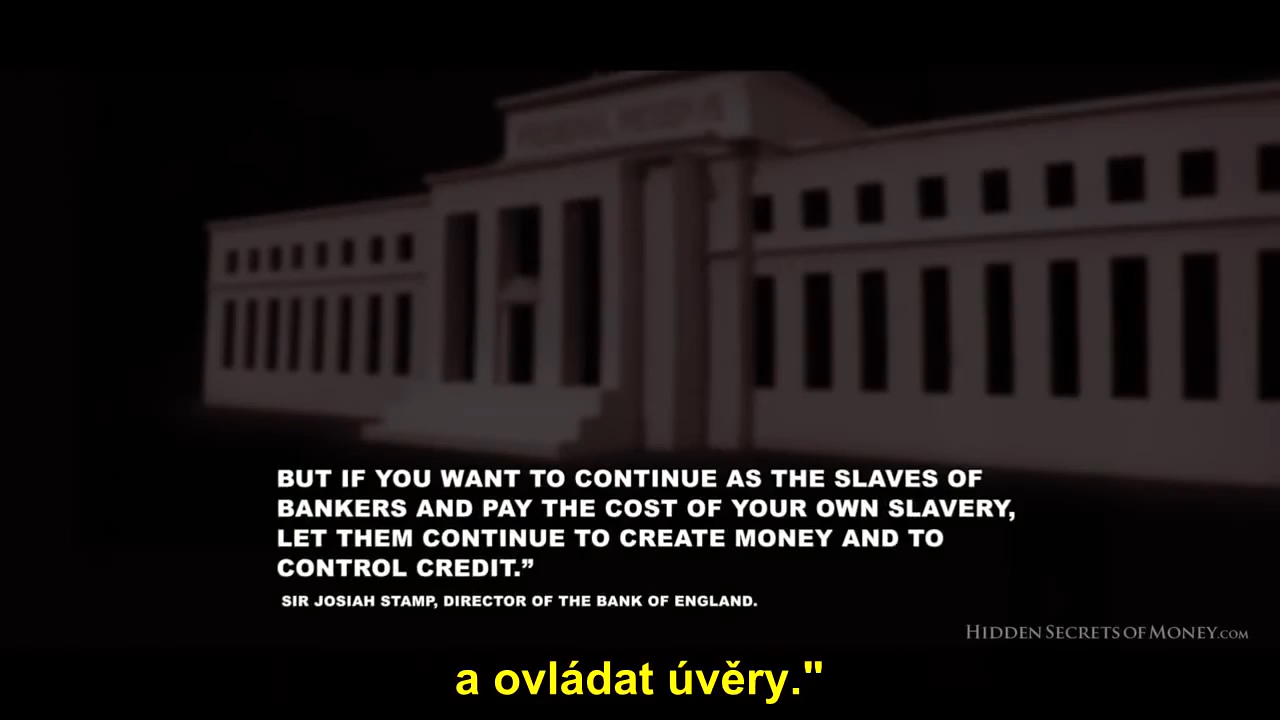 BUT IF YOU WANT TO CONTINUE AS THE SLAVES OF
BANKERS AND PAY THE COST OF YOUR OWN SLAVERY,
LET THEM CONTINUE TO CREATE MONEY AND TO
CONTROL CREDIT.”
SIR JOSIAH STAMP, DIRECTOR OF THE BANK OF ENGLAND.
HIDDEN SECRETS OF MONEY.COM
a ovládat úvěry."